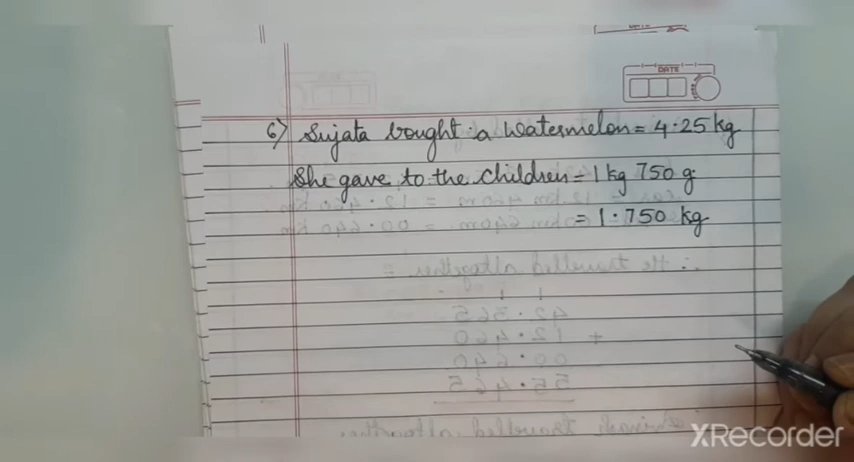 DATE
DATE
6) Sujata bought a watermelon = 4.25 kg
She gave to the children = 1 kg 750 g
= 1.750 kg
XRecorder